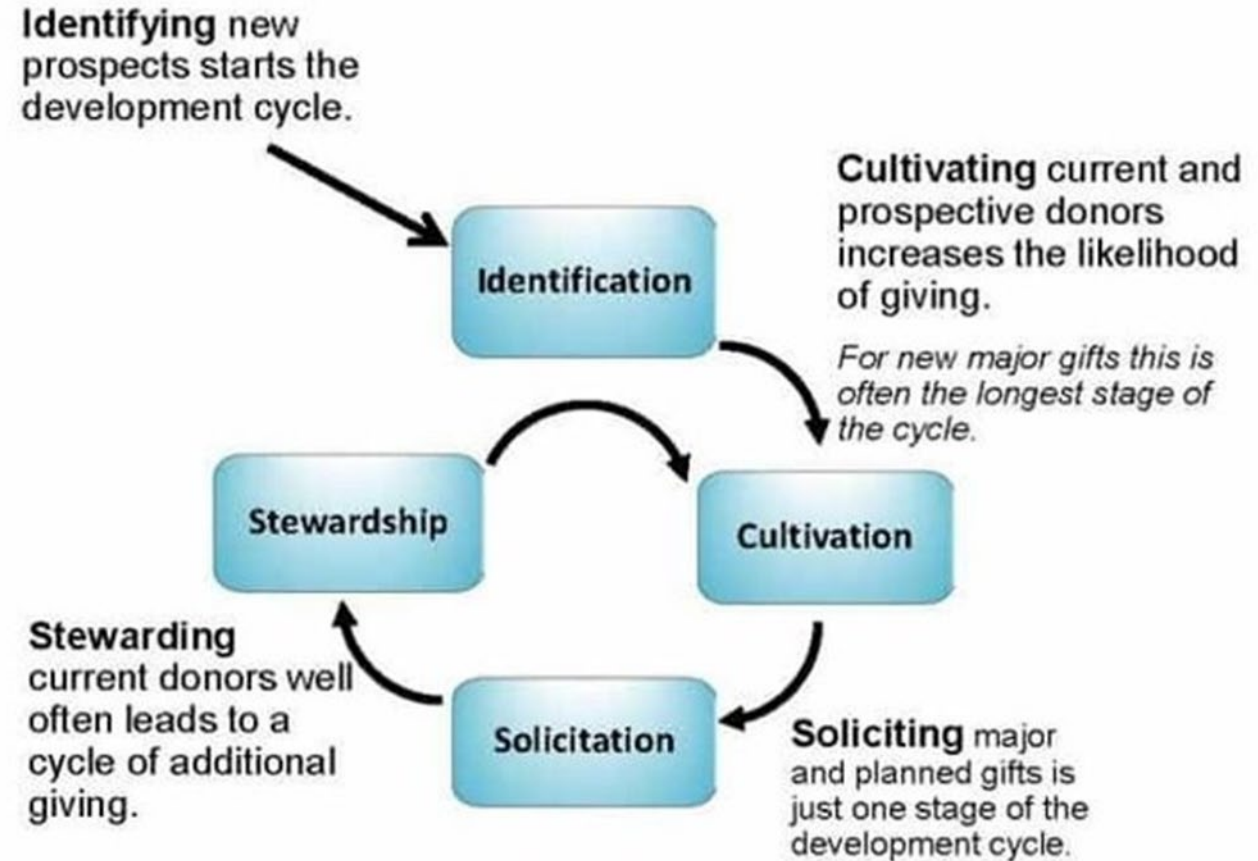 Identifying new
prospects starts the
development cycle.
Identification
Cultivating current and
prospective donors
increases the likelihood
of giving.
For new major gifts this is
often the longest stage of
the cycle.
Stewardship
Cultivation
Stewarding
current donors well
often leads to a
cycle of additional
giving.
Solicitation
Soliciting major
and planned gifts is
just one stage of the
development cycle.